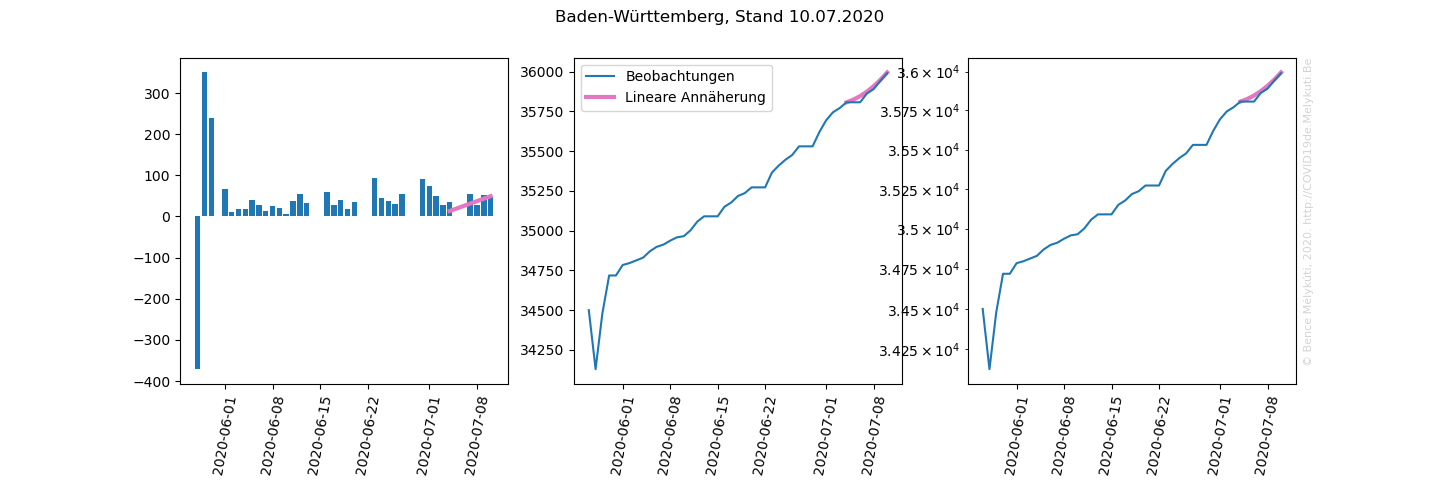 Baden-Württemberg, Stand 10.07.2020
300
200
100
0
−100
−200
−300
−400
2020-06-01
2020-06-08
2020-06-15
2020-06-22
2020-07-01
2020-07-08
36000
35750
35500
35250
35000
34750
34500
34250
Beobachtungen
Lineare Annäherung
2020-06-01
2020-06-08
2020-06-15
2020-06-22
2020-07-01
2020-07-08
3.6 × 10⁴
3.575 × 10⁴
3.55 × 10⁴
3.525 × 10⁴
3.5 × 10⁴
3.475 × 10⁴
3.45 × 10⁴
3.425 × 10⁴
2020-06-01
2020-06-08
2020-06-15
2020-06-22
2020-07-01
2020-07-08
© Bence Mélykúti, 2020. http://COVID19de.Melykuti.Be